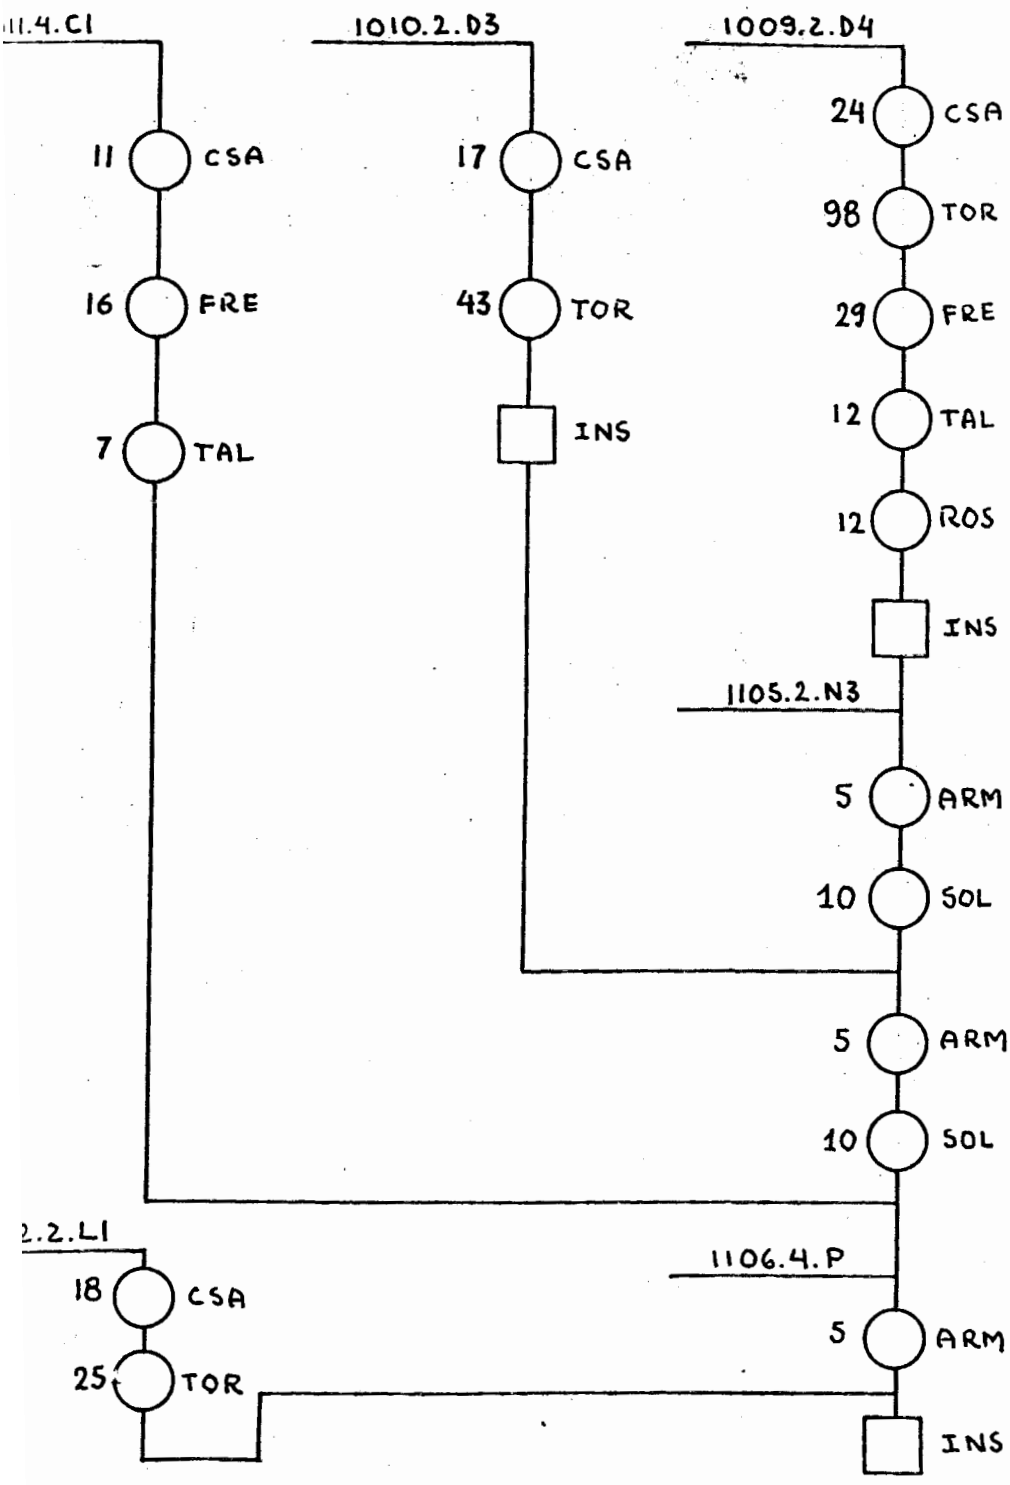 11.4.C1
11 CSA
16 FRE
7 TAL
1010.2.D3
17 CSA
43 TOR
INS
1009.2.D4
24 CSA
98 TOR
29 FRE
12 TAL
12 ROS
INS
1105.2.N3
5 ARM
10 SOL
5 ARM
10 SOL
2.2.L1
18 CSA
25 TOR
1106.4.P
5 ARM
INS